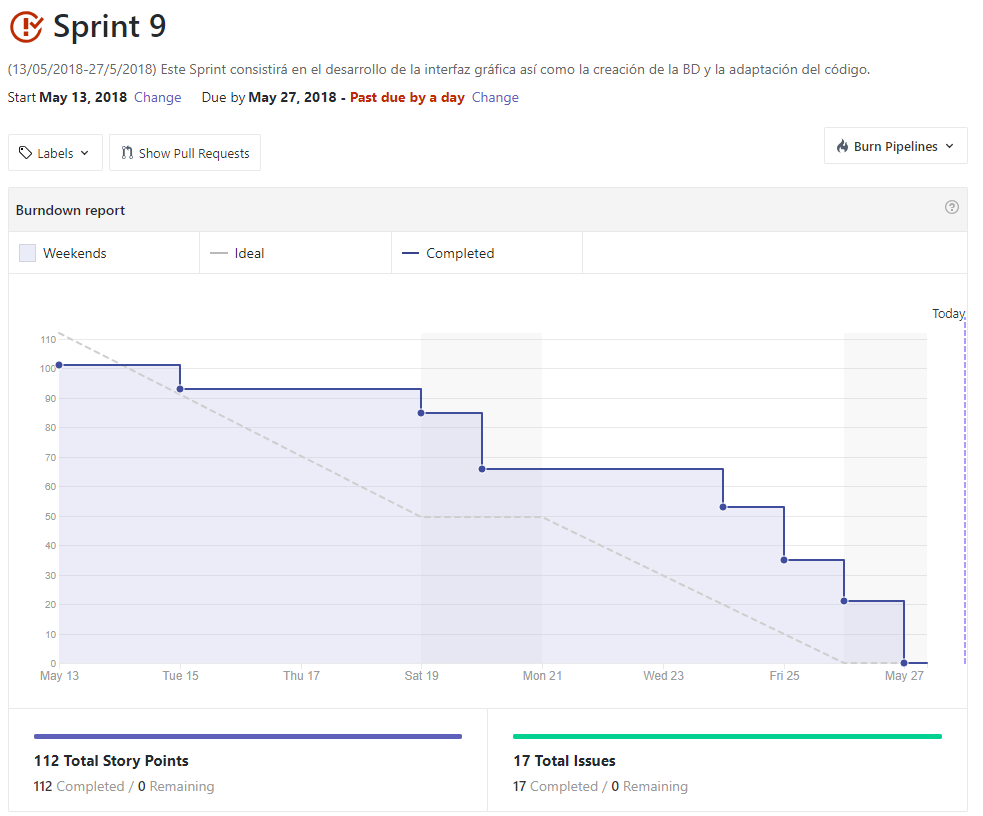 Sprint 9
(13/05/2018-27/5/2018) Este Sprint consistirá en el desarrollo de la interfaz gráfica así como la creación de la BD y la adaptación del código.
Start May 13, 2018 Change Due by May 27, 2018 - Past due by a day Change
Labels Show Pull Requests Burn Pipelines
Burndown report
Weekends Ideal Completed
Today
110
100
90
80
70
60
50
40
30
20
10
0
May 13 Tue 15 Thu 17 Sat 19 Mon 21 Wed 23 Fri 25 May 27
112 Total Story Points
112 Completed / 0 Remaining
17 Total Issues
17 Completed / 0 Remaining